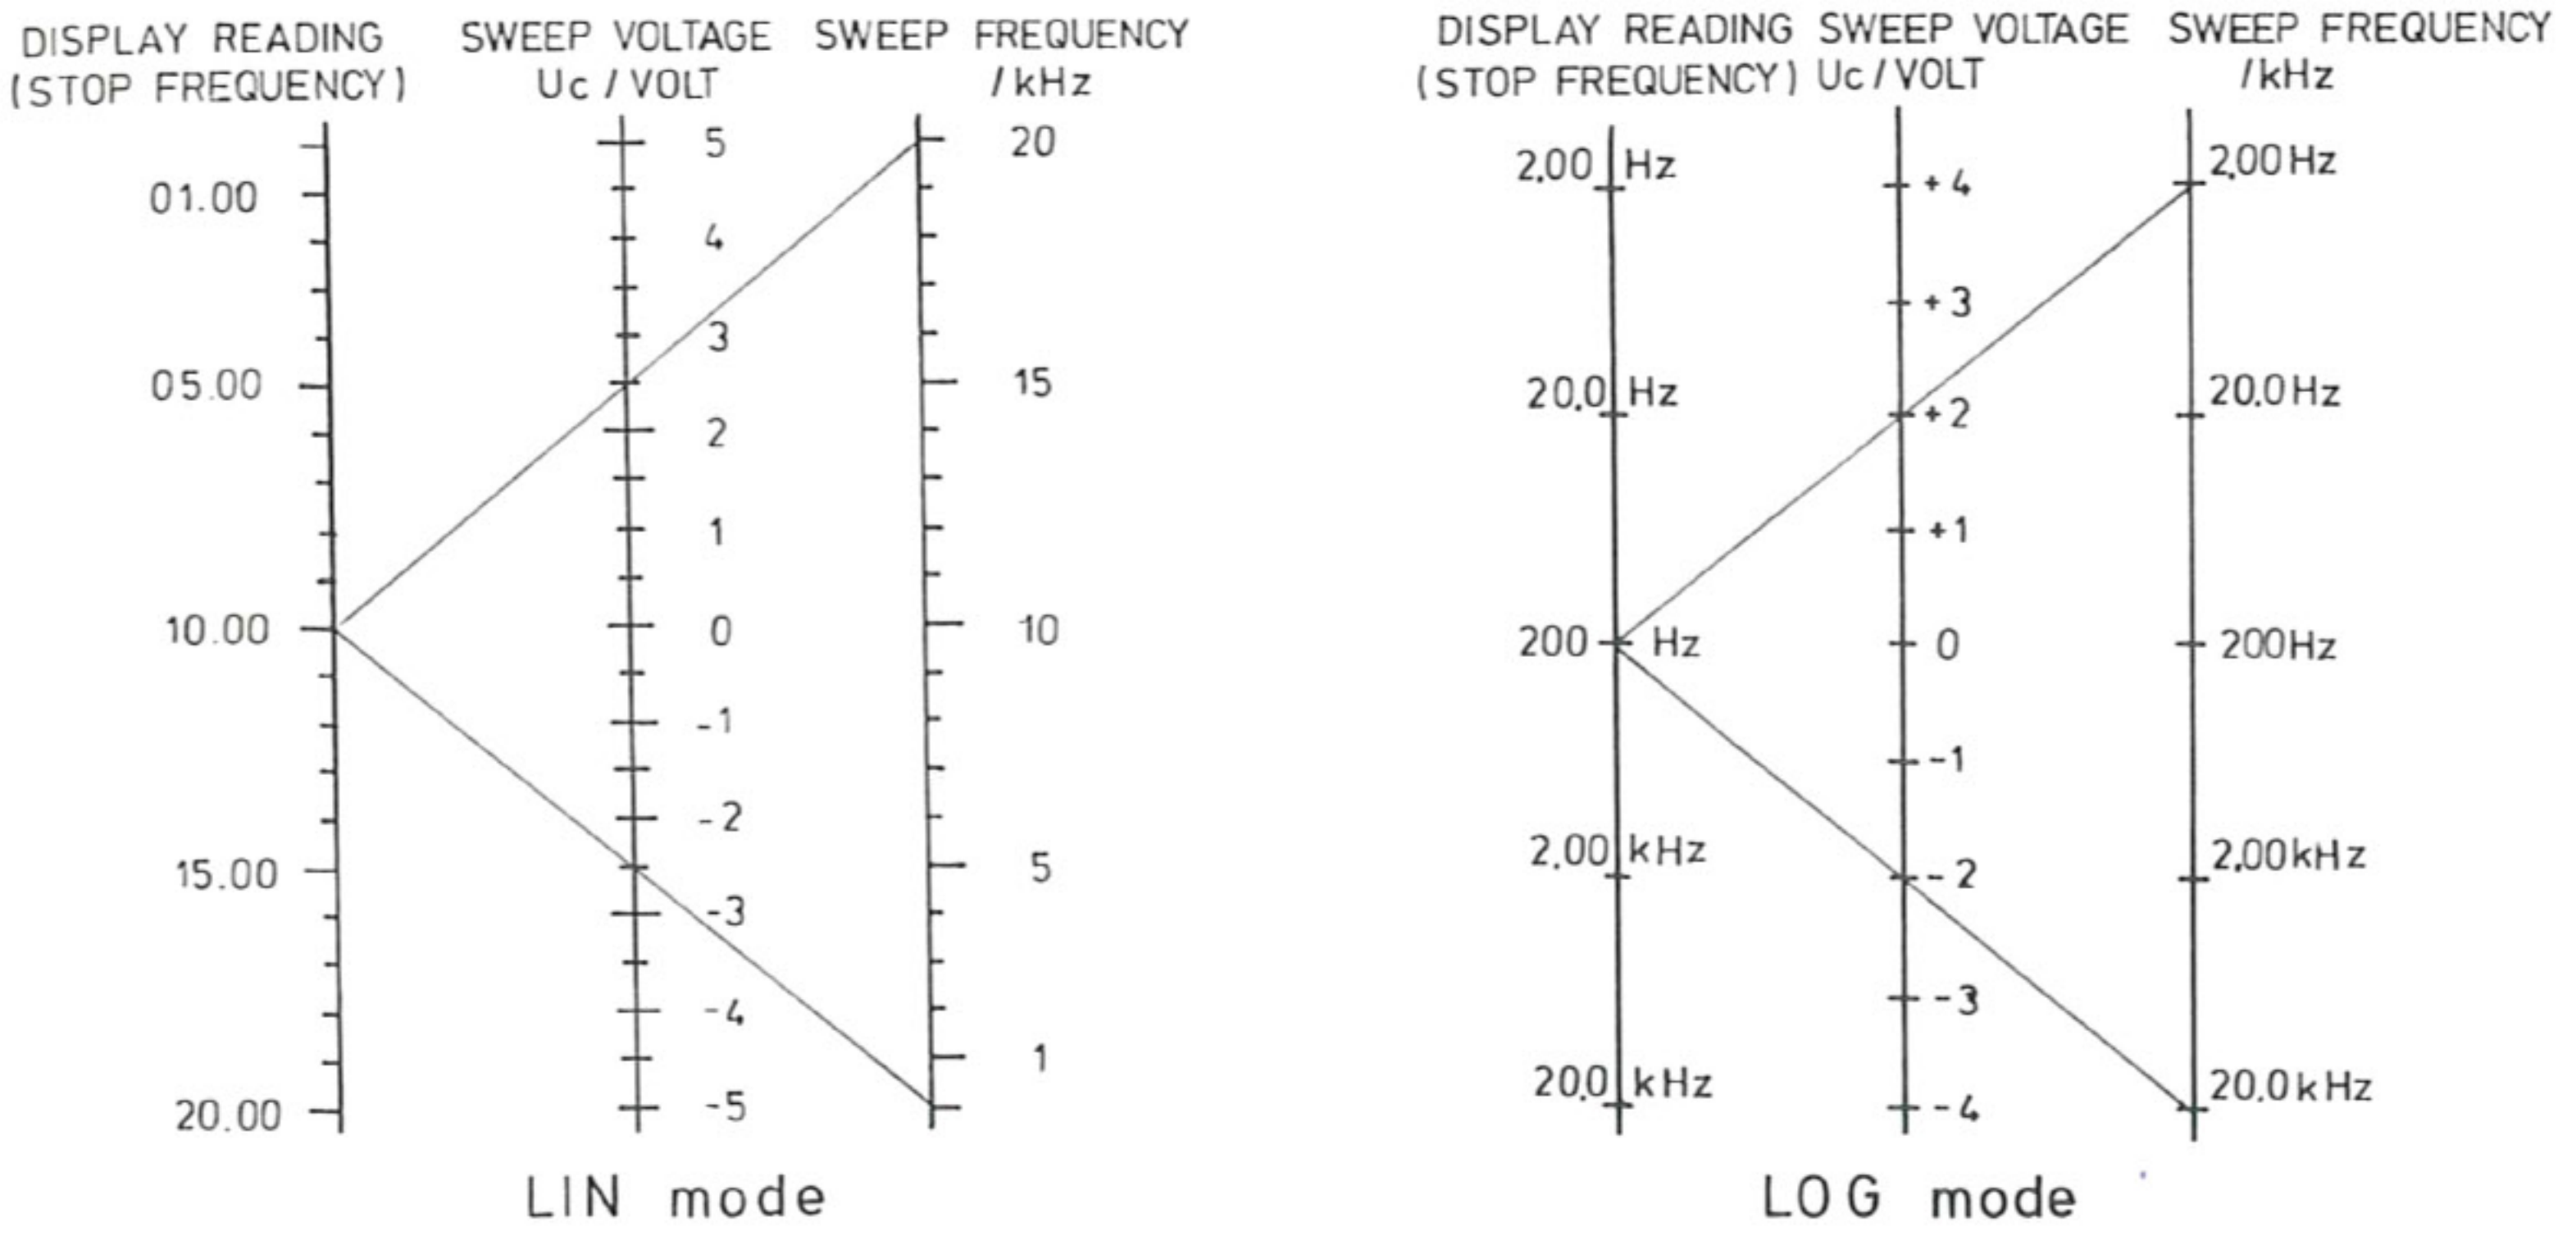 DISPLAY READING SWEEP VOLTAGE SWEEP FREQUENCY
(STOP FREQUENCY) Uc / VOLT / kHz
5 20
01.00
4
3
05.00 15
2
1
10.00 0 10
-1
-2
15.00 5
-3
-4
1
20.00 -5
LIN mode
DISPLAY READING SWEEP VOLTAGE SWEEP FREQUENCY
(STOP FREQUENCY) Uc / VOLT / kHz
2,00 Hz +4 2,00 Hz
+3
20,0 Hz +2 20,0 Hz
+1
200 Hz 0 200 Hz
-1
2,00 kHz -2 2,00 kHz
-3
20,0 kHz -4 20,0 kHz
LOG mode